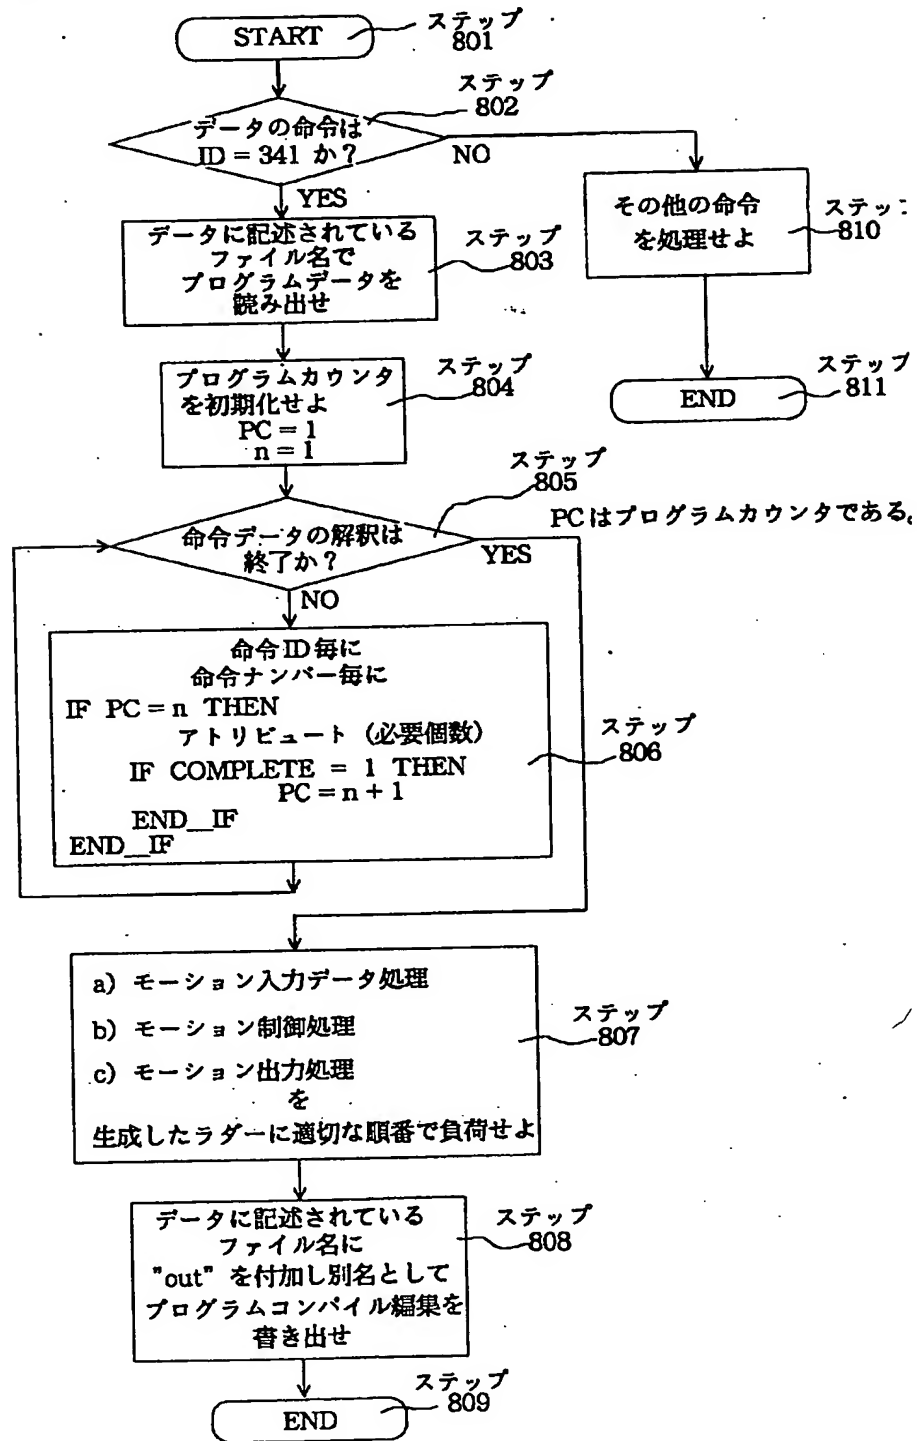 START
ステップ
801
ステップ
802
データの命令は
ID = 341 か?
NO
YES
データに記述されている
ファイル名で
プログラムデータを
読み出せ
ステップ
803
その他の命令
を処理せよ
ステップ
810
プログラムカウンタ
を初期化せよ
PC = 1
n = 1
ステップ
804
END
ステップ
811
ステップ
805
命令データの解釈は
終了か?
YES
NO
PCはプログラムカウンタである。
命令ID毎に
命令ナンバー毎に
IF PC = n THEN
アトリビュート (必要個数)
IF COMPLETE = 1 THEN
PC = n + 1
END__IF
END__IF
ステップ
806
a) モーション入力データ処理
b) モーション制御処理
c) モーション出力処理
を
生成したラダーに適切な順番で負荷せよ
ステップ
807
データに記述されている
ファイル名に
"out" を付加し別名として
プログラムコンパイル編集を
書き出せ
ステップ
808
END
ステップ
809